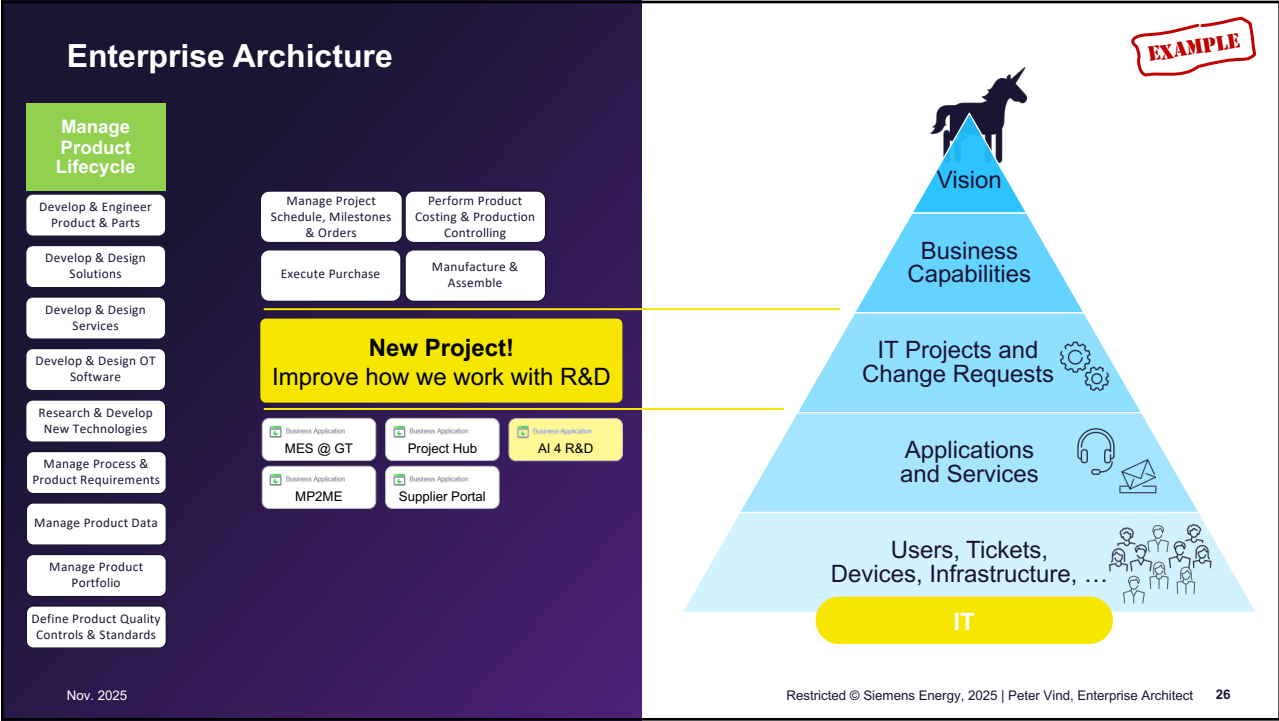 Enterprise Archicture
EXAMPLE
Manage
Product
Lifecycle
Develop & Engineer
Product & Parts
Develop & Design
Solutions
Develop & Design
Services
Develop & Design OT
Software
Research & Develop
New Technologies
Manage Process &
Product Requirements
Manage Product Data
Manage Product
Portfolio
Define Product Quality
Controls & Standards
Manage Project
Schedule, Milestones
& Orders
Perform Product
Costing & Production
Controlling
Execute Purchase
Manufacture &
Assemble
New Project!
Improve how we work with R&D
Business Application
MES @ GT
Business Application
Project Hub
Business Application
AI 4 R&D
Business Application
MP2ME
Business Application
Supplier Portal
Vision
Business
Capabilities
IT Projects and
Change Requests
Applications
and Services
Users, Tickets,
Devices, Infrastructure, …
IT
Nov. 2025
Restricted © Siemens Energy, 2025 | Peter Vind, Enterprise Architect 26